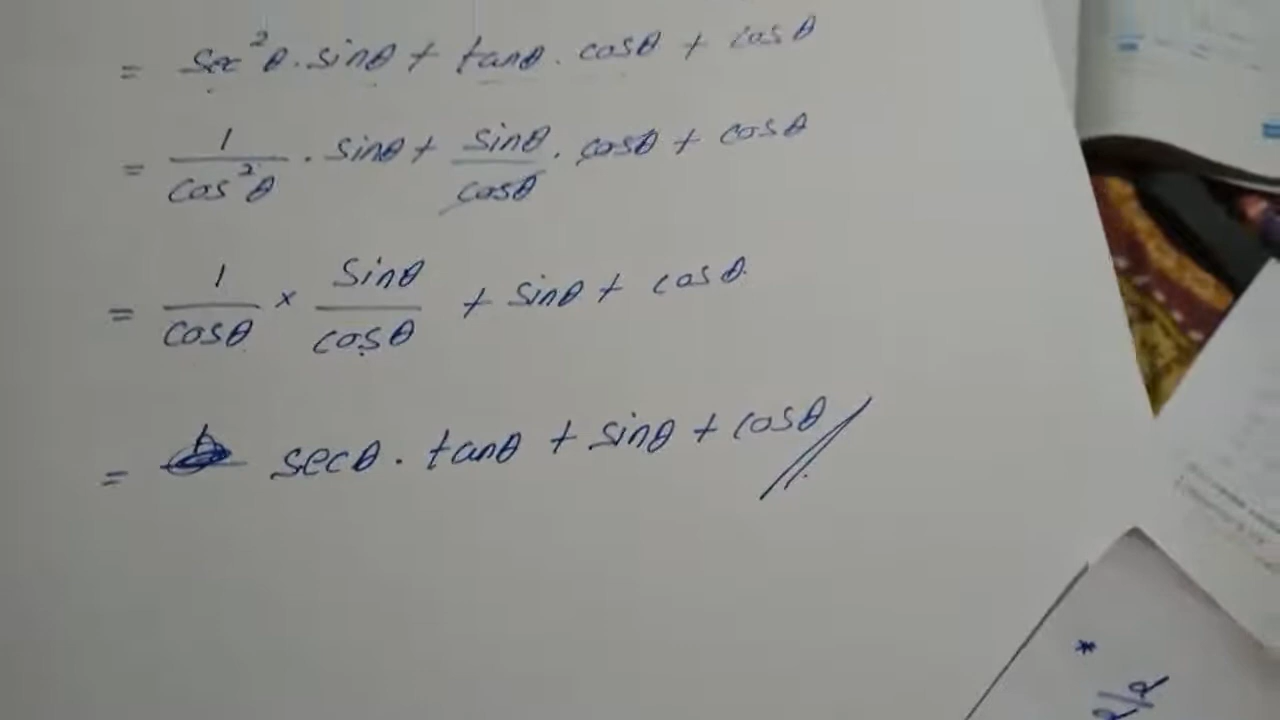 = sec²θ . sinθ + tanθ . cosθ + cosθ
= 1/cos²θ . sinθ + sinθ/cosθ . cosθ + cosθ
= 1/cosθ × sinθ/cosθ + sinθ + cosθ
= secθ . tanθ + sinθ + cosθ //
*